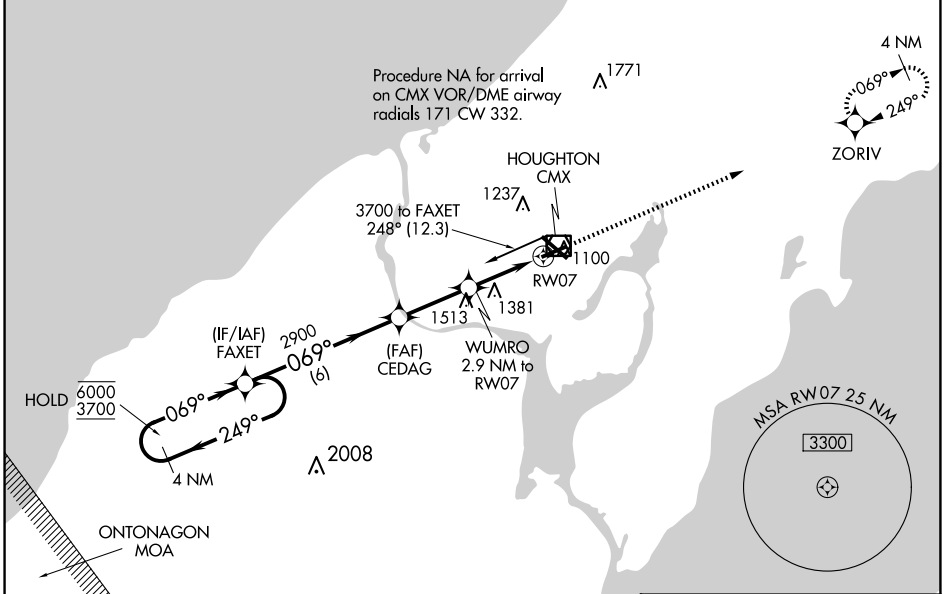 Procedure NA for arrival
on CMX VOR/DME airway
radials 171 CW 332.
1771
4 NM
069°
249°
ZORIV
HOUGHTON
CMX
1237
3700 to FAXET
248° (12.3)
1100
RW07
1513
1381
WUMRO
2.9 NM to
RW07
(FAF)
CEDAG
(IF/IAF)
FAXET
2900
069°
(6)
HOLD
6000
3700
069°
249°
4 NM
2008
ONTONAGON
MOA
MSA RW07 25 NM
3300